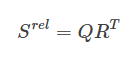 S^{rel} = QR^T